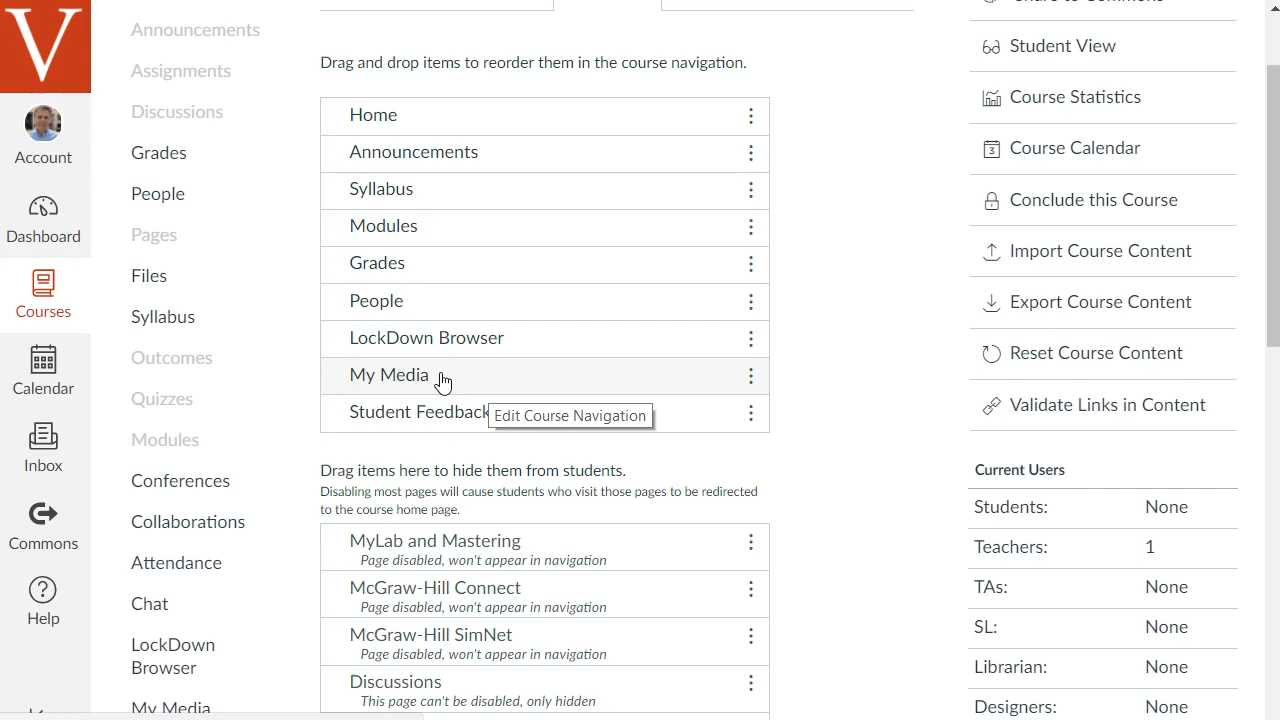 V
Account
Dashboard
Courses
Calendar
Inbox
Commons
Help
Announcements
Assignments
Discussions
Grades
People
Pages
Files
Syllabus
Outcomes
Quizzes
Modules
Conferences
Collaborations
Attendance
Chat
LockDown
Browser
My Media
Drag and drop items to reorder them in the course navigation.
Home
Announcements
Syllabus
Modules
Grades
People
LockDown Browser
My Media
Student Feedback
Edit Course Navigation
Drag items here to hide them from students.
Disabling most pages will cause students who visit those pages to be redirected
to the course home page.
MyLab and Mastering
Page disabled, won't appear in navigation
McGraw-Hill Connect
Page disabled, won't appear in navigation
McGraw-Hill SimNet
Page disabled, won't appear in navigation
Discussions
This page can't be disabled, only hidden
Share to Commons
Student View
Course Statistics
3 Course Calendar
Conclude this Course
Import Course Content
Export Course Content
Reset Course Content
Validate Links in Content
Current Users
Students: None
Teachers: 1
TAs: None
SL: None
Librarian: None
Designers: None